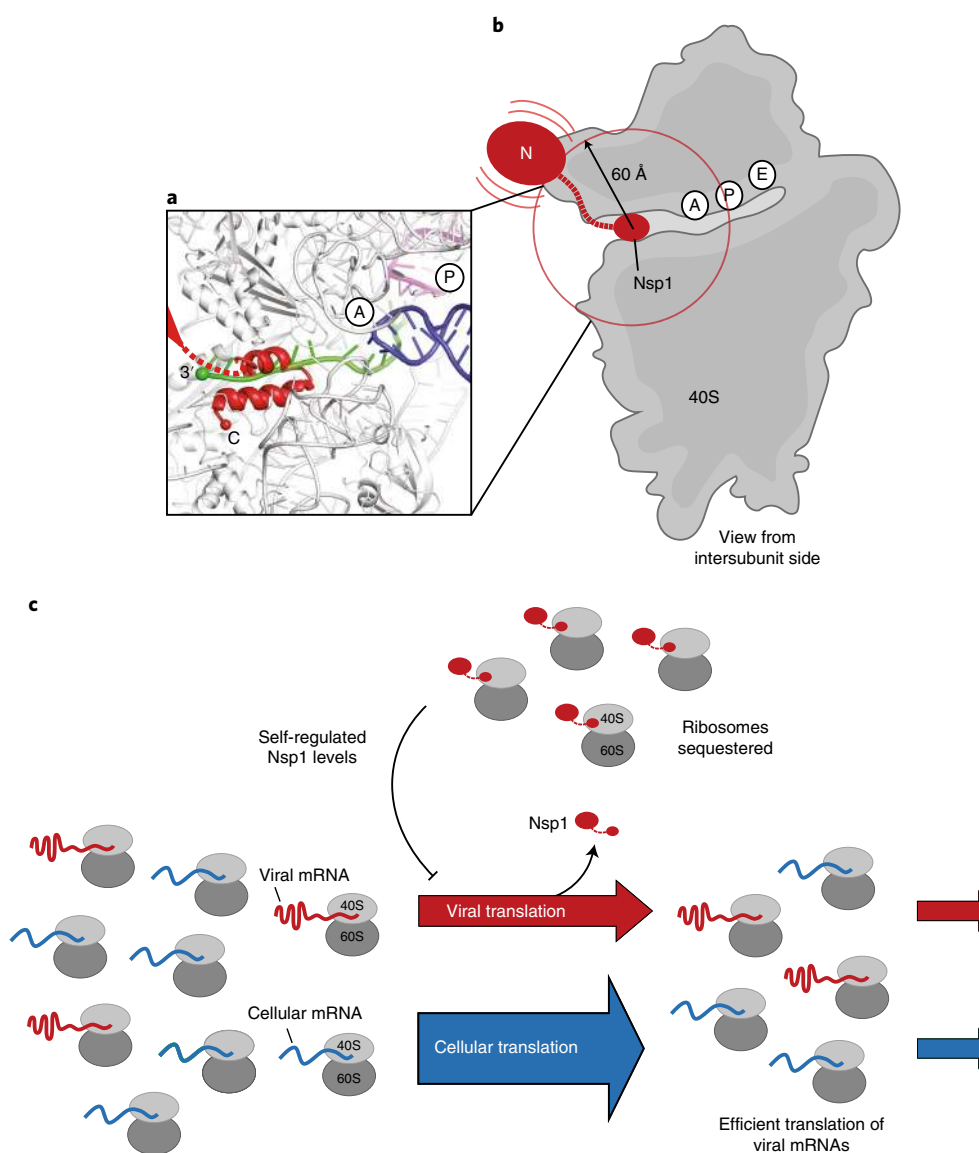 b
N
60 Å
E
P
A
Nsp1
40S
View from
intersubunit side
a
P
A
3′
C
c
40S
60S
Ribosomes
sequestered
Self-regulated
Nsp1 levels
Nsp1
Viral mRNA
40S
60S
Viral translation
Cellular mRNA
40S
60S
Cellular translation
Efficient translation of
viral mRNAs